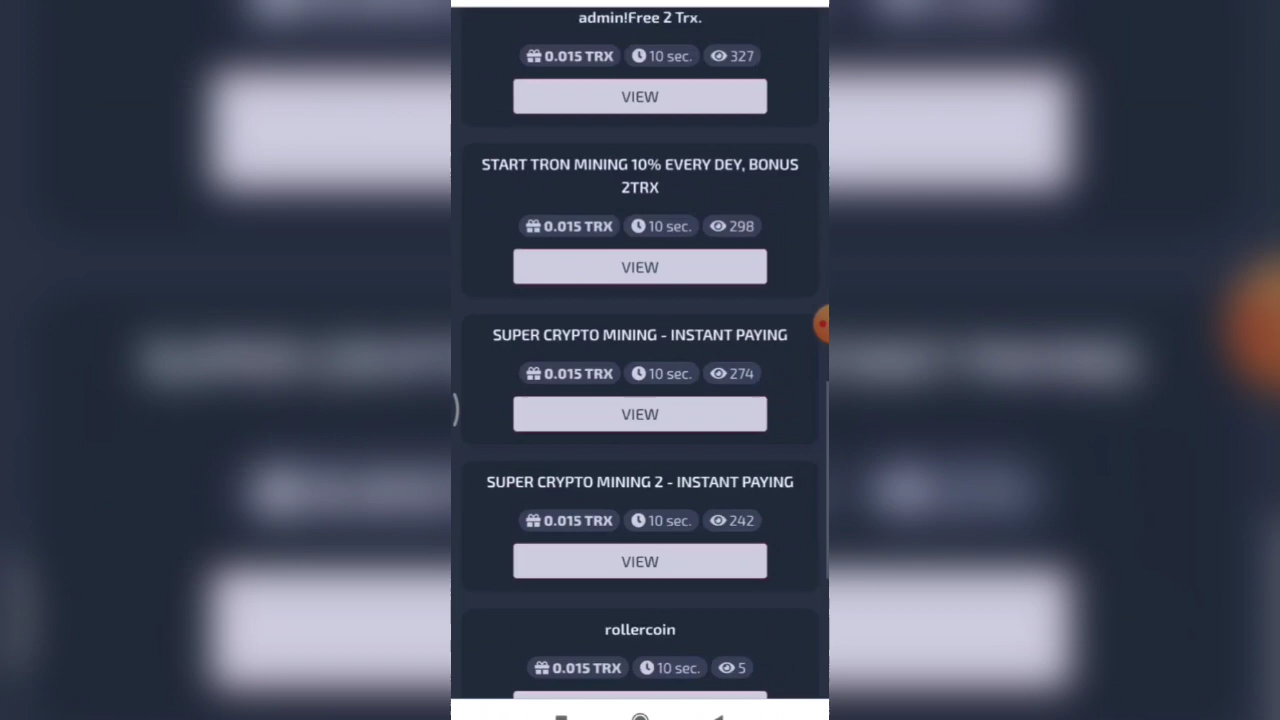 admin!Free 2 Trx.
0.015 TRX 10 sec. 327
VIEW
START TRON MINING 10% EVERY DEY, BONUS
2TRX
0.015 TRX 10 sec. 298
VIEW
SUPER CRYPTO MINING - INSTANT PAYING
0.015 TRX 10 sec. 274
VIEW
SUPER CRYPTO MINING 2 - INSTANT PAYING
0.015 TRX 10 sec. 242
VIEW
rollercoin
0.015 TRX 10 sec. 5